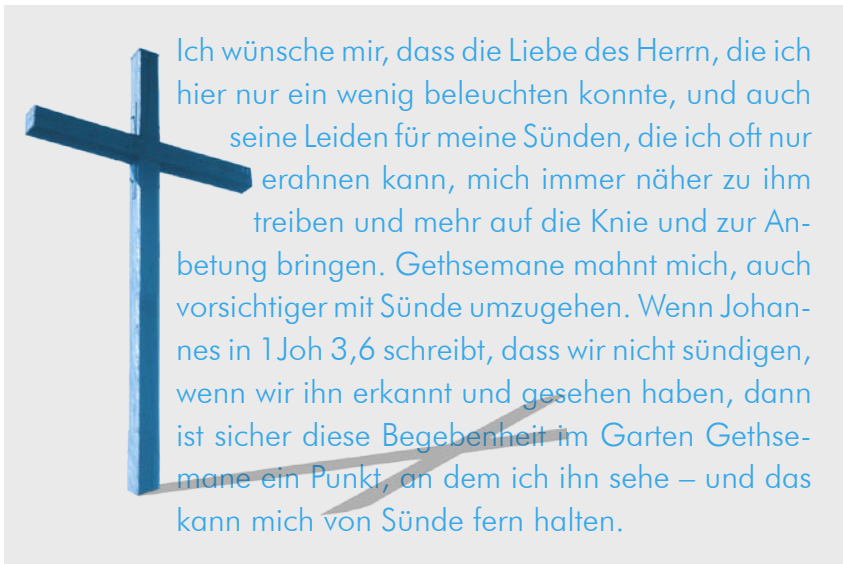 Ich wünsche mir, dass die Liebe des Herrn, die ich
hier nur ein wenig beleuchten konnte, und auch
seine Leiden für meine Sünden, die ich oft nur
erahnen kann, mich immer näher zu ihm
treiben und mehr auf die Knie und zur An-
betung bringen. Gethsemane mahnt mich, auch
vorsichtiger mit Sünde umzugehen. Wenn Johan-
nes in 1Joh 3,6 schreibt, dass wir nicht sündigen,
wenn wir ihn erkannt und gesehen haben, dann
ist sicher diese Begebenheit im Garten Gethse-
mane ein Punkt, an dem ich ihn sehe – und das
kann mich von Sünde fern halten.